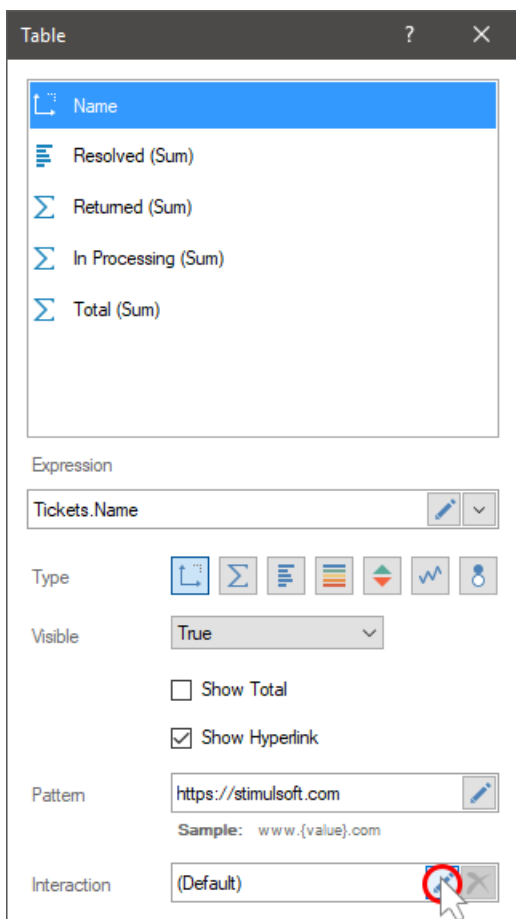 Table ?
Name
Resolved (Sum)
Returned (Sum)
In Processing (Sum)
Total (Sum)
Expression
Tickets.Name
Type
Visible True
Show Total
Show Hyperlink
Pattern https://stimulsoft.com
Sample: www.{value}.com
Interaction (Default)